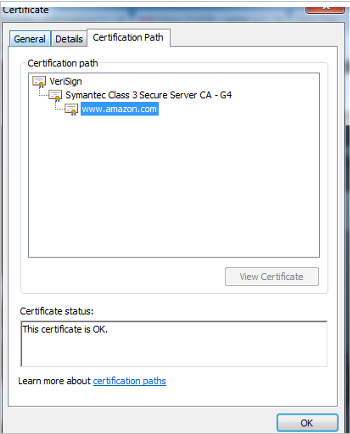 Certificate
General
Details
Certification Path
Certification path
VeriSign
Symantec Class 3 Secure Server CA - G4
www.amazon.com
View Certificate
Certificate status:
This certificate is OK.
Learn more about certification paths
OK